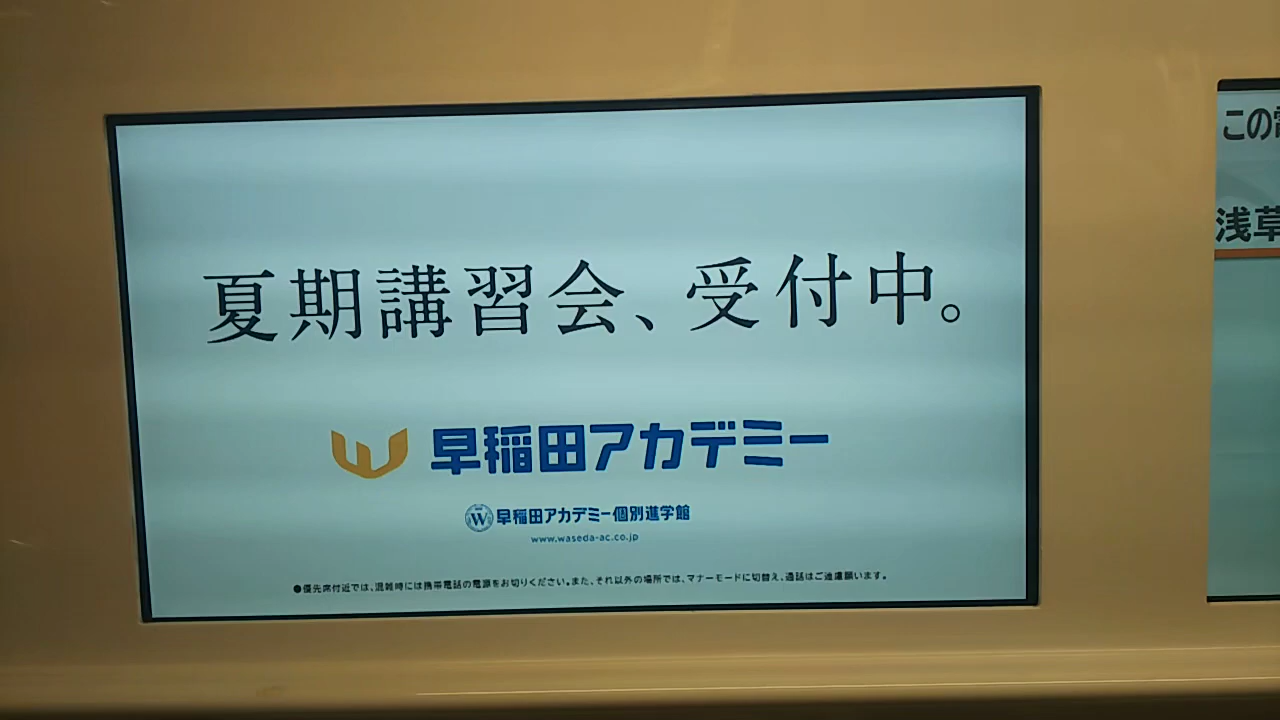 夏期講習会、受付中。
早稲田アカデミー
W 早稲田アカデミー個別進学館
www.waseda-ac.co.jp
●優先席付近では、混雑時には携帯電話の電源をお切りください。また、それ以外の場所では、マナーモードに切替え、通話はご遠慮願います。
この電
浅草